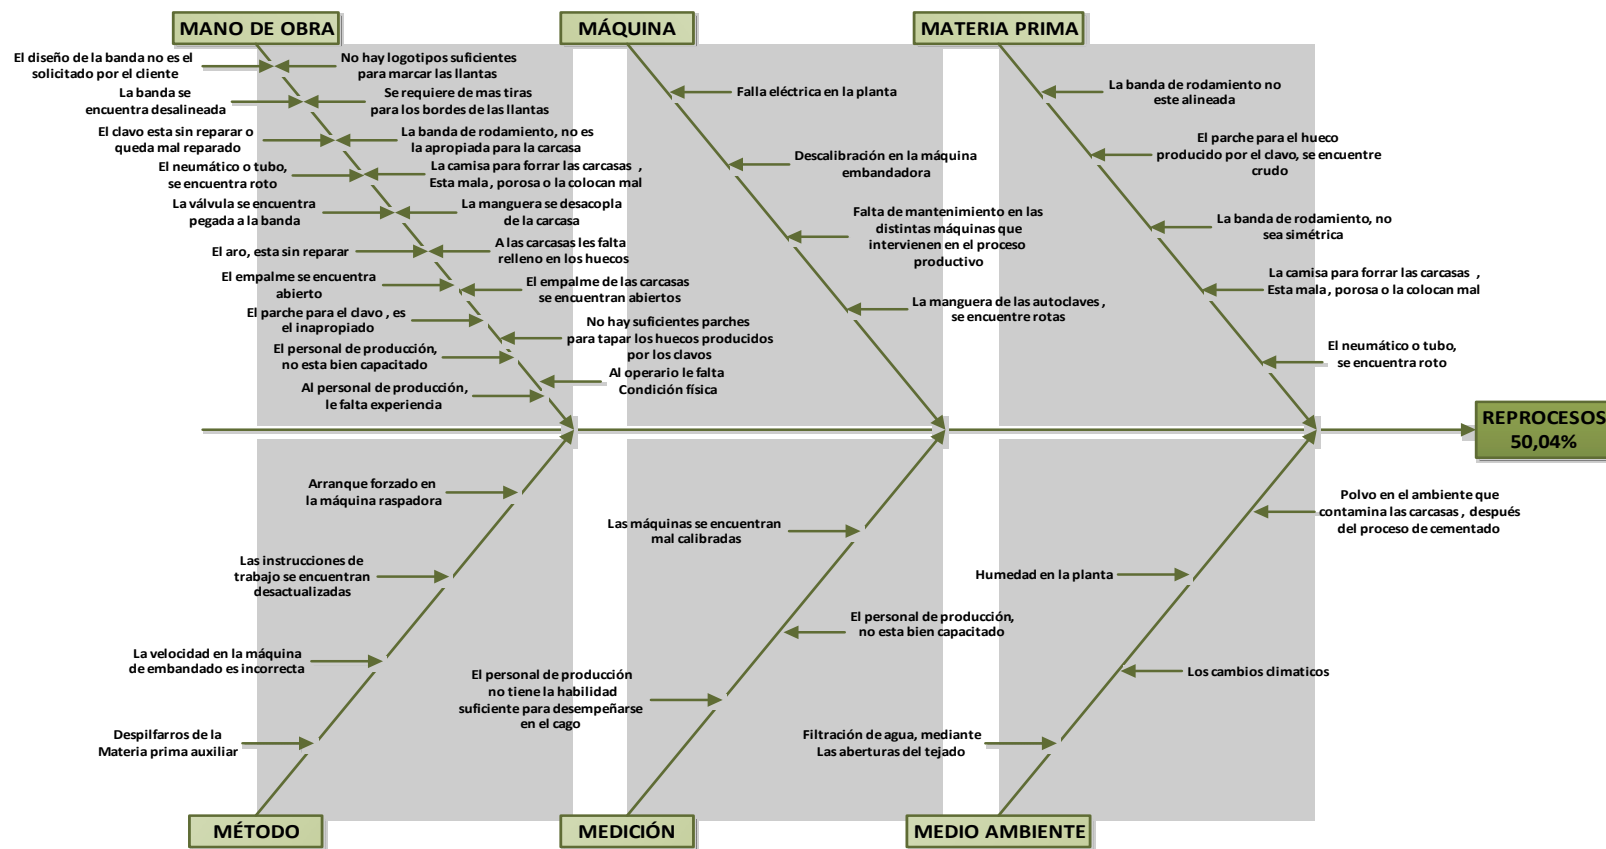 MANO DE OBRA
MÁQUINA
MATERIA PRIMA
El diseño de la banda no es el
solicitado por el cliente
No hay logotipos suficientes
para marcar las llantas
La banda se
encuentra desalineada
Se requiere de mas tiras
para los bordes de las llantas
El clavo esta sin reparar o
queda mal reparado
La banda de rodamiento, no es
la apropiada para la carcasa
El neumático o tubo,
se encuentra roto
La camisa para forrar las carcasas ,
Esta mala , porosa o la colocan mal
La válvula se encuentra
pegada a la banda
La manguera se desacopla
de la carcasa
El aro, esta sin reparar
A las carcasas les falta
relleno en los huecos
El empalme se encuentra
abierto
El empalme de las carcasas
se encuentran abiertos
El parche para el clavo , es
el inapropiado
No hay suficientes parches
para tapar los huecos producidos
por los clavos
El personal de producción,
no esta bien capacitado
Al operario le falta
Condición física
Al personal de producción,
le falta experiencia
Falla eléctrica en la planta
Descalibración en la máquina
embandadora
Falta de mantenimiento en las
distintas máquinas que
intervienen en el proceso
productivo
La manguera de las autoclaves ,
se encuentre rotas
La banda de rodamiento no
este alineada
El parche para el hueco
producido por el clavo, se encuentre
crudo
La banda de rodamiento, no
sea simétrica
La camisa para forrar las carcasas ,
Esta mala , porosa o la colocan mal
El neumático o tubo,
se encuentra roto
REPROCESOS
50,04%
Arranque forzado en
la máquina raspadora
Las instrucciones de
trabajo se encuentran
desactualizadas
La velocidad en la máquina
de embandado es incorrecta
Despilfarros de la
Materia prima auxiliar
Las máquinas se encuentran
mal calibradas
El personal de producción,
no esta bien capacitado
El personal de producción
no tiene la habilidad
suficiente para desempeñarse
en el cago
Polvo en el ambiente que
contamina las carcasas , después
del proceso de cementado
Humedad en la planta
Los cambios climaticos
Filtración de agua, mediante
Las aberturas del tejado
MÉTODO
MEDICIÓN
MEDIO AMBIENTE